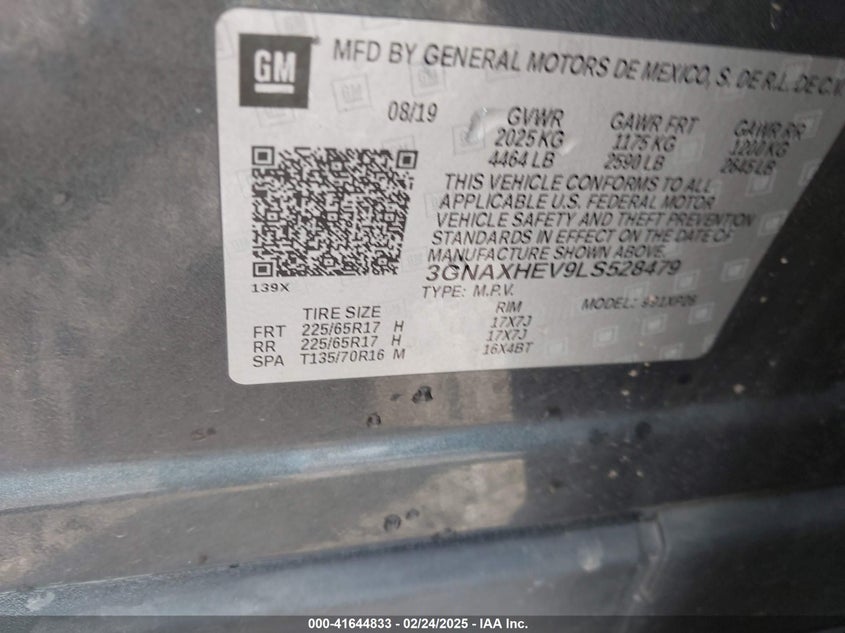 GM
MFD BY GENERAL MOTORS DE MEXICO, S. DE R.L. DE C.V.
08/19
GVWR GAWR FRT GAWR RR
2025 KG 1175 KG 1200 KG
4464 LB 2590 LB 2645 LB
THIS VEHICLE CONFORMS TO ALL
APPLICABLE U.S. FEDERAL MOTOR
VEHICLE SAFETY AND THEFT PREVENTION
STANDARDS IN EFFECT ON THE DATE OF
MANUFACTURE SHOWN ABOVE.
3GNAXHEV9LS528479
139X
TYPE: M.P.V. MODEL:
TIRE SIZE RIM
FRT 225/65R17 H 17X7J
RR 225/65R17 H 17X7J
SPA T135/70R16 M 16X4BT
000-41644833 - 02/24/2025 - IAA Inc.